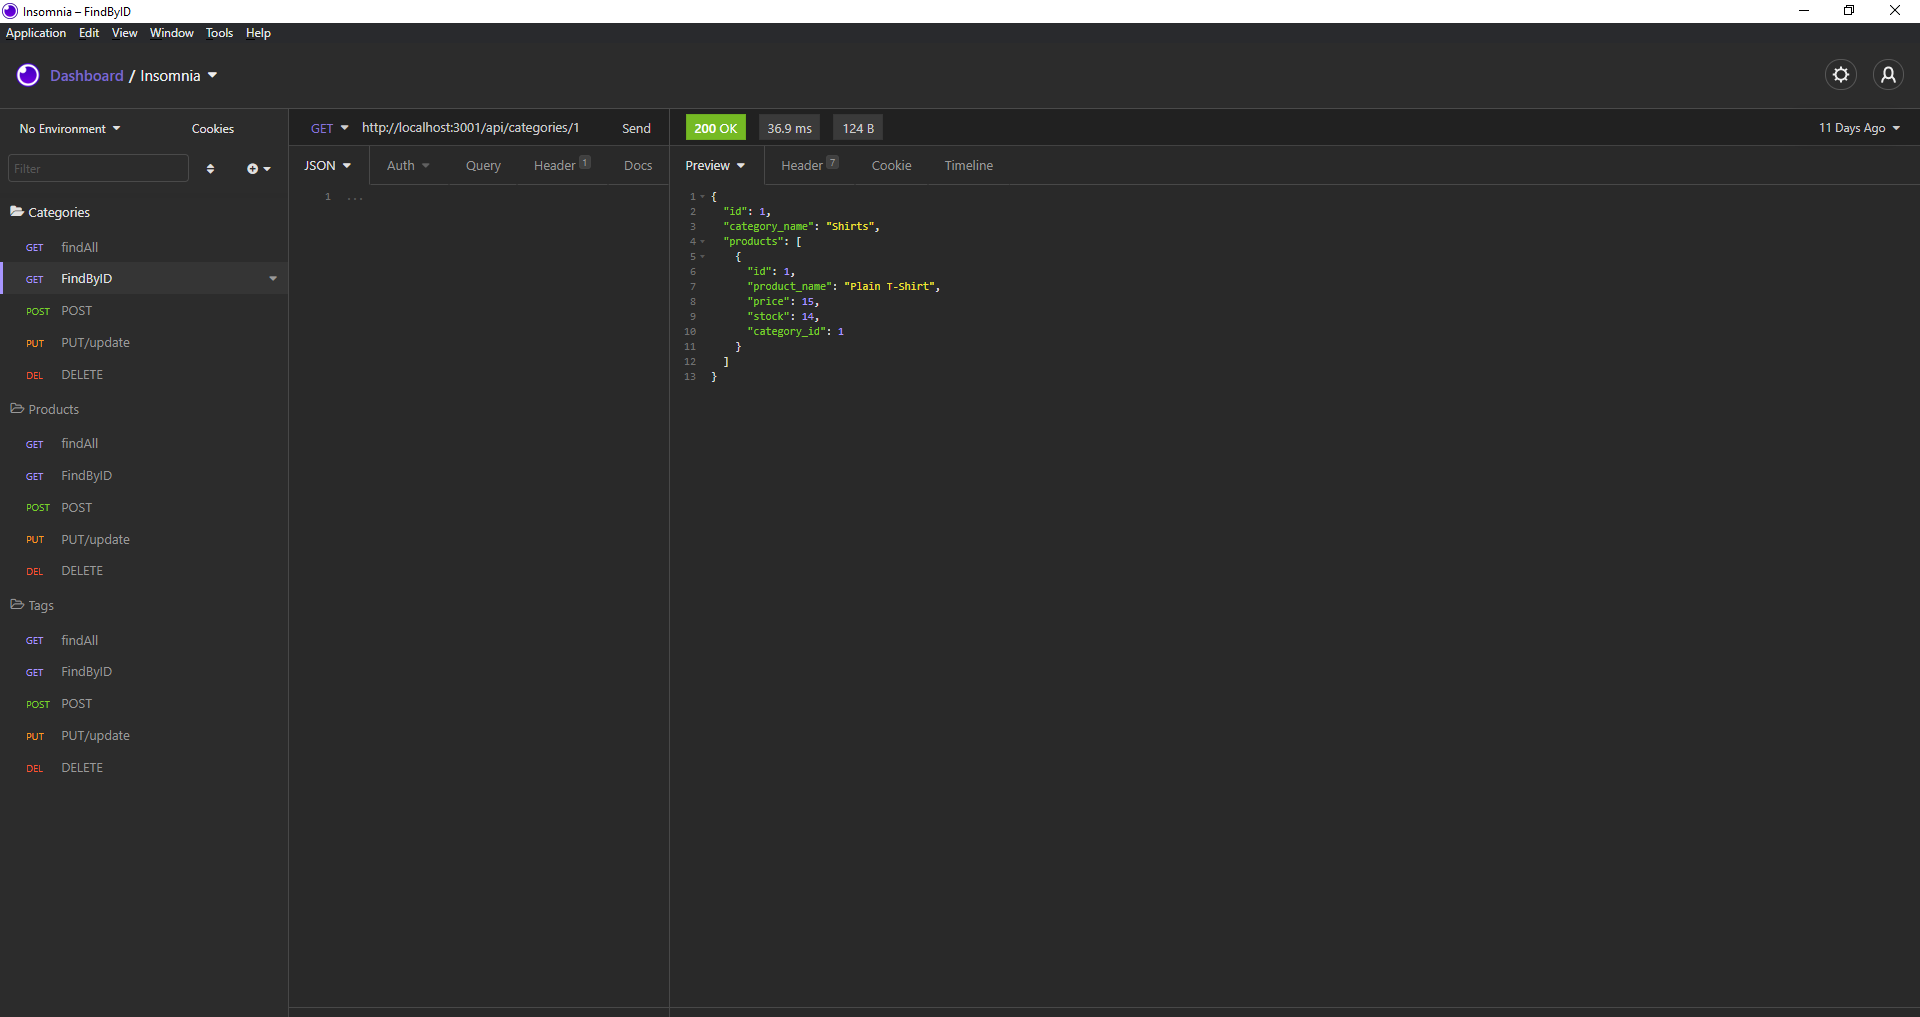 Insomnia – FindByID
Application Edit View Window Tools Help
Dashboard / Insomnia
No Environment Cookies
Filter
Categories
GET findAll
GET FindByID
POST POST
PUT PUT/update
DEL DELETE
Products
GET findAll
GET FindByID
POST POST
PUT PUT/update
DEL DELETE
Tags
GET findAll
GET FindByID
POST POST
PUT PUT/update
DEL DELETE
GET http://localhost:3001/api/categories/1 Send
JSON Auth Query Header 1 Docs
1 ...
200 OK 36.9 ms 124 B 11 Days Ago
Preview Header 7 Cookie Timeline
1 {
2 "id": 1,
3 "category_name": "Shirts",
4 "products": [
5 {
6 "id": 1,
7 "product_name": "Plain T-Shirt",
8 "price": 15,
9 "stock": 14,
10 "category_id": 1
11 }
12 ]
13 }